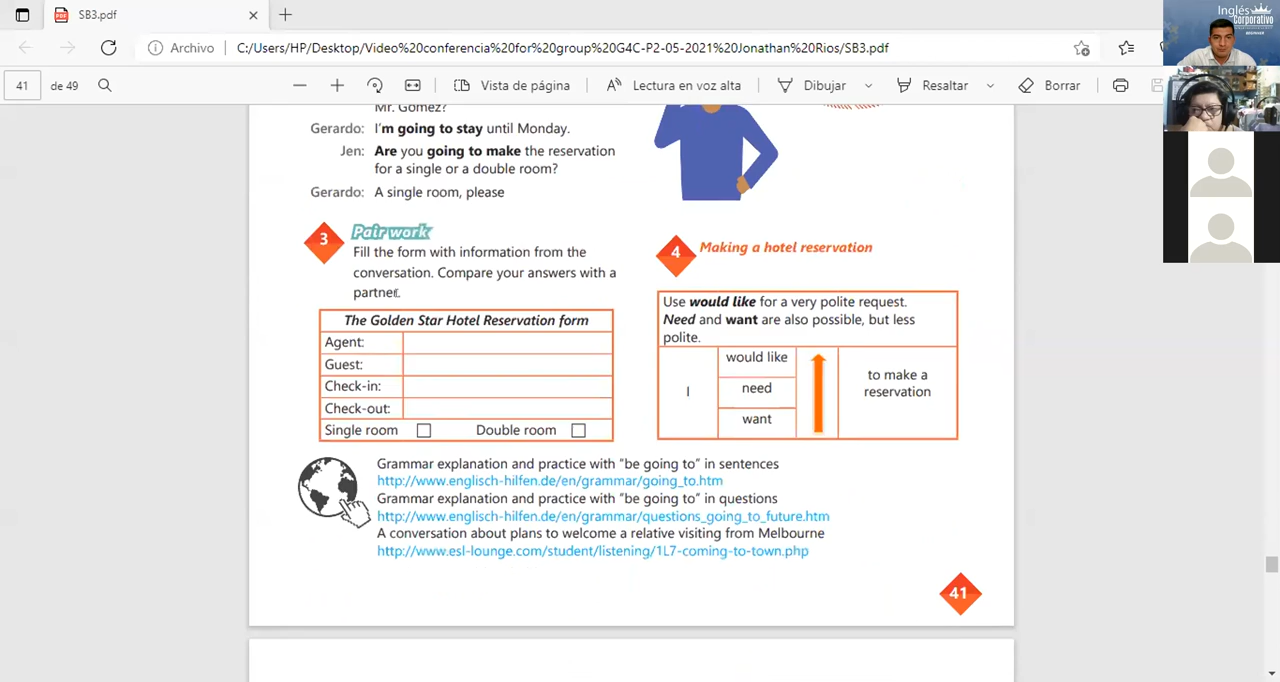 SB3.pdf
Archivo
C:/Users/HP/Desktop/Video%20conferencia%20for%20group%20G4C-P2-05-2021%20Jonathan%20Rios/SB3.pdf
41
de 49
Vista de página
Lectura en voz alta
Dibujar
Resaltar
Borrar
Inglés
Corporativo
Mr. Gomez?
Gerardo: I'm going to stay until Monday.
Jen: Are you going to make the reservation
for a single or a double room?
Gerardo: A single room, please
3
Pair work
Fill the form with information from the
conversation. Compare your answers with a
partner.
The Golden Star Hotel Reservation form
Agent:
Guest:
Check-in:
Check-out:
Single room
Double room
4
Making a hotel reservation
Use would like for a very polite request.
Need and want are also possible, but less
polite.
I
would like
need
want
to make a
reservation
Grammar explanation and practice with "be going to" in sentences
http://www.englisch-hilfen.de/en/grammar/going_to.htm
Grammar explanation and practice with "be going to" in questions
http://www.englisch-hilfen.de/en/grammar/questions_going_to_future.htm
A conversation about plans to welcome a relative visiting from Melbourne
http://www.esl-lounge.com/student/listening/1L7-coming-to-town.php
41